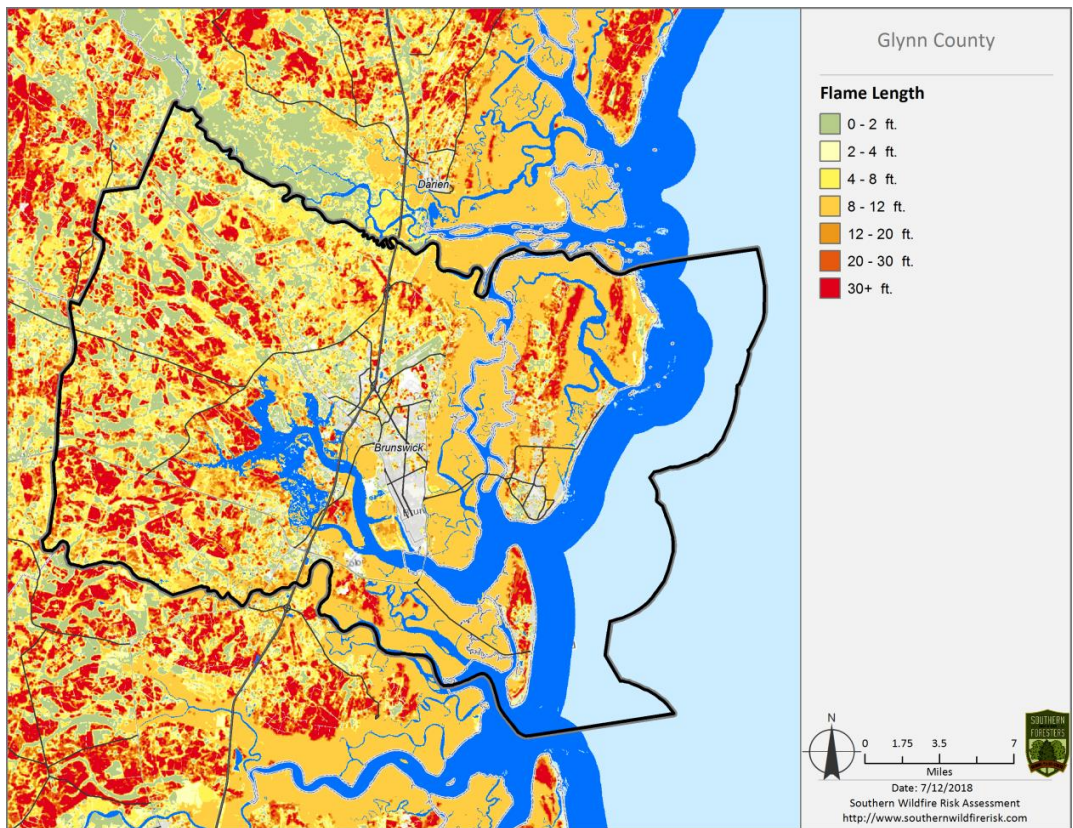 Glynn County
Flame Length
0 - 2 ft.
2 - 4 ft.
4 - 8 ft.
8 - 12 ft.
12 - 20 ft.
20 - 30 ft.
30+ ft.
Darien
Brunswick
N
0 1.75 3.5 7
Miles
SOUTHERN
FORESTERS
Date: 7/12/2018
Southern Wildfire Risk Assessment
http://www.southernwildfirerisk.com